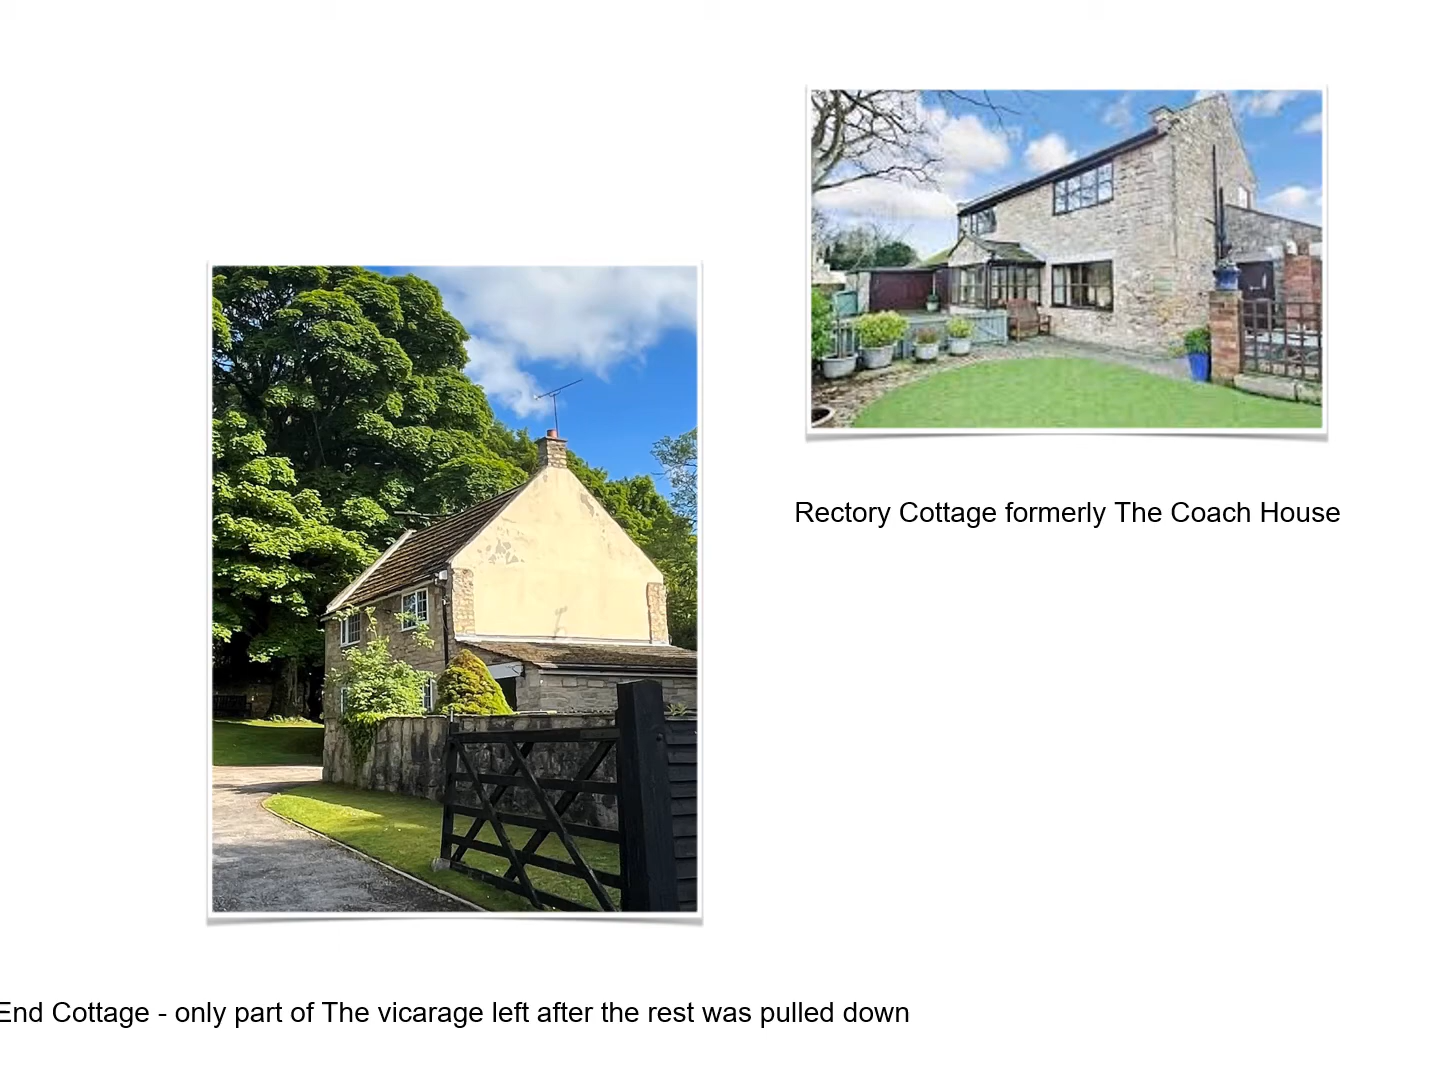 Rectory Cottage formerly The Coach House
End Cottage - only part of The vicarage left after the rest was pulled down